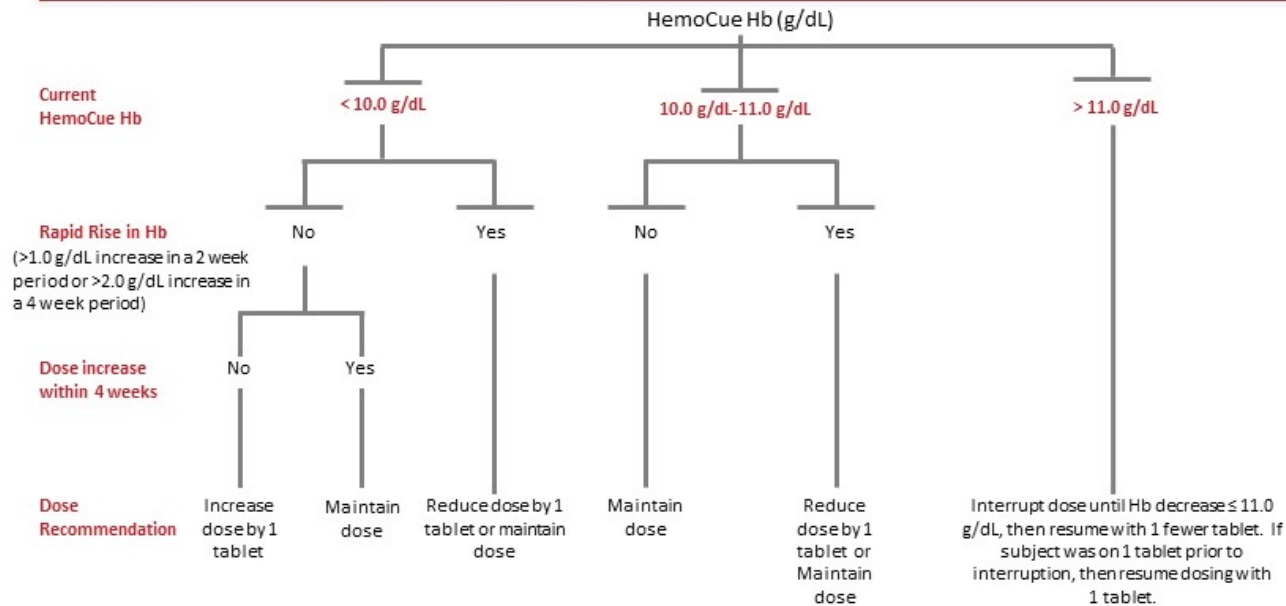 HemoCue Hb (g/dL)
Current
HemoCue Hb
< 10.0 g/dL
10.0 g/dL-11.0 g/dL
> 11.0 g/dL
Rapid Rise in Hb
(>1.0 g/dL increase in a 2 week
period or >2.0 g/dL increase in
a 4 week period)
No
Yes
No
Yes
Dose increase
within 4 weeks
No
Yes
Dose
Recommendation
Increase
dose by 1
tablet
Maintain
dose
Reduce dose by 1
tablet or maintain
dose
Maintain
dose
Reduce
dose by 1
tablet or
Maintain
dose
Interrupt dose until Hb decrease ≤ 11.0
g/dL, then resume with 1 fewer tablet. If
subject was on 1 tablet prior to
interruption, then resume dosing with
1 tablet.